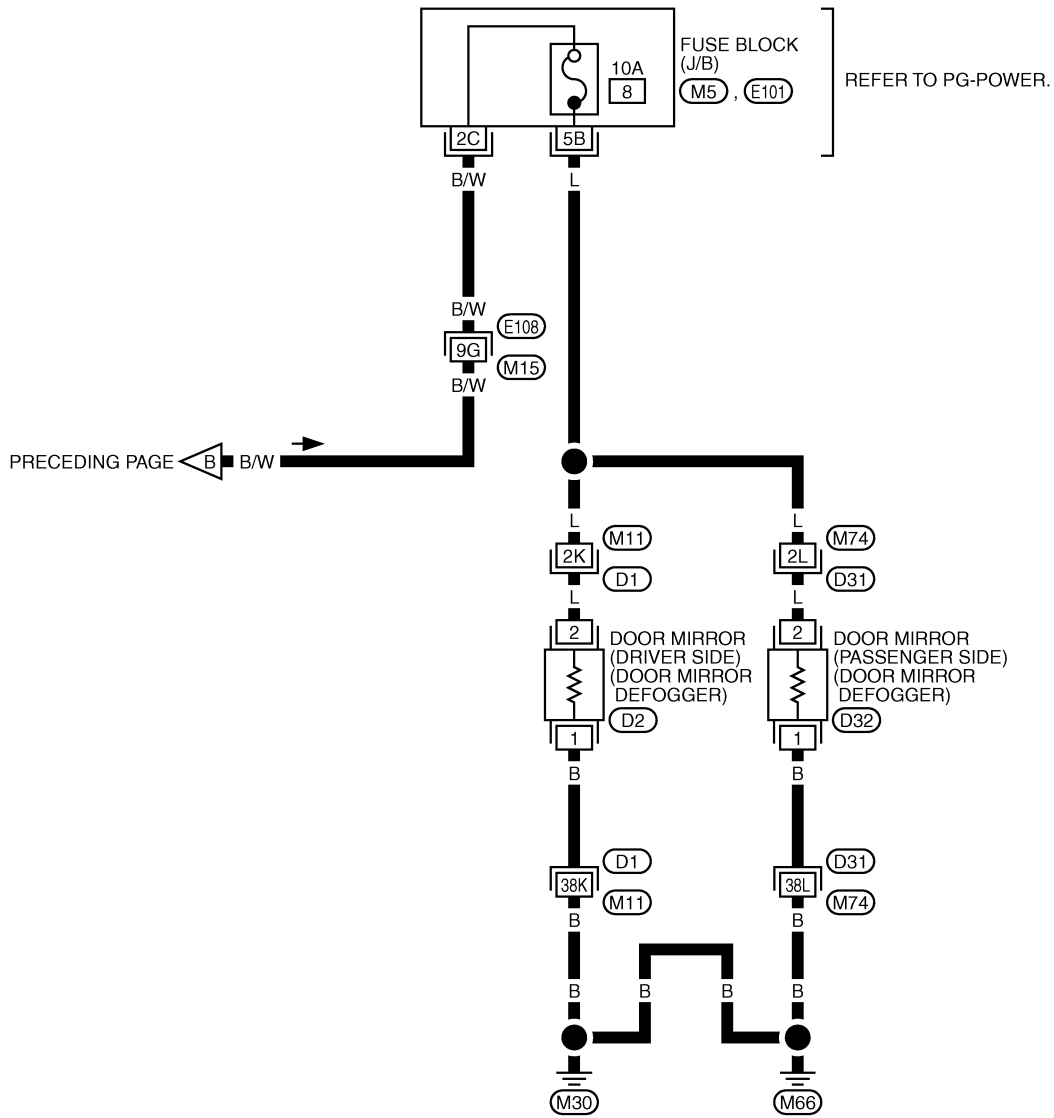 FUSE BLOCK
(J/B)
10A
8
M5 , E101
REFER TO PG-POWER.
2C
5B
B/W
L
B/W
E108
9G
M15
B/W
PRECEDING PAGE B B/W
L
L
M11
M74
2K
2L
D1
D31
L
L
2
2
DOOR MIRROR
(DRIVER SIDE)
(DOOR MIRROR
DEFOGGER)
D2
DOOR MIRROR
(PASSENGER SIDE)
(DOOR MIRROR
DEFOGGER)
D32
1
1
B
B
D1
D31
38K
38L
M11
M74
B
B
B
B
B
B
M30
M66